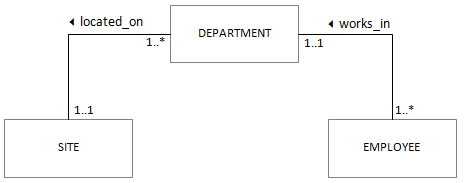 ◄ located_on
DEPARTMENT
◄ works_in
1..*
1..1
1..1
1..*
SITE
EMPLOYEE